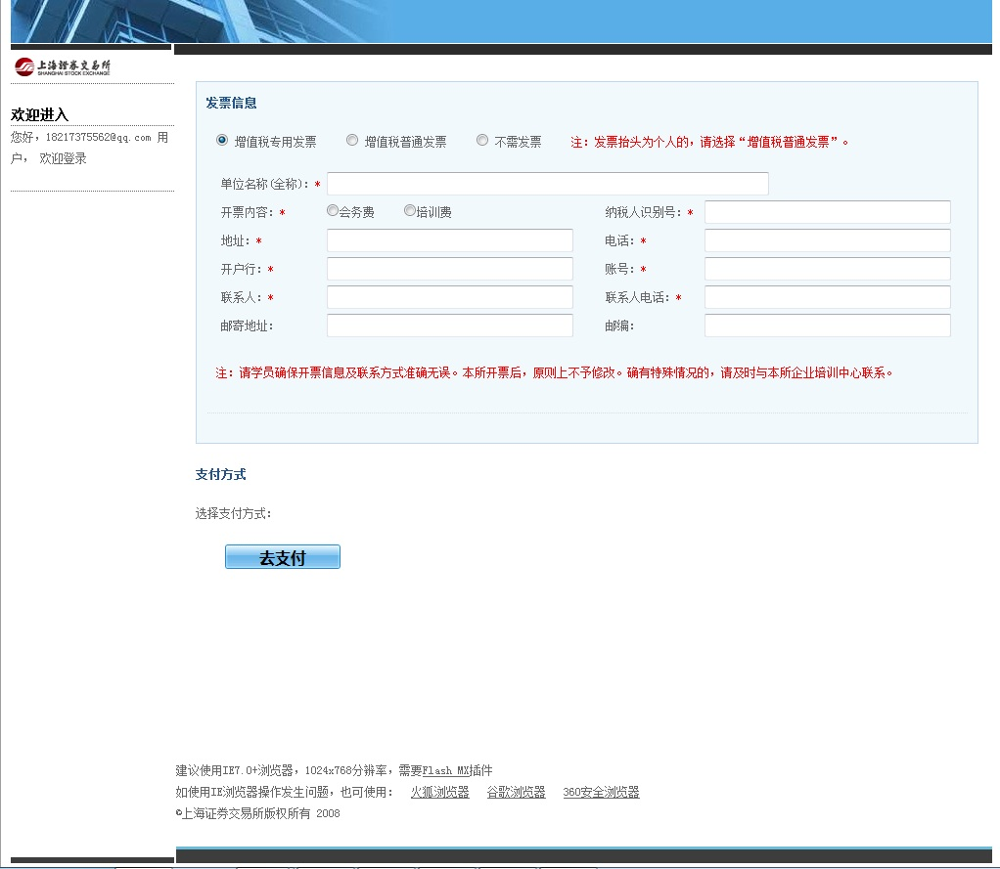 上海證券交易所
SHANGHAI STOCK EXCHANGE
欢迎进入
您好，18217375562@qq.com 用
户， 欢迎登录
发票信息
增值税专用发票 增值税普通发票 不需发票 注：发票抬头为个人的，请选择“增值税普通发票”。
单位名称(全称)：*
开票内容：* 会务费 培训费 纳税人识别号：*
地址：* 电话：*
开户行：* 账号：*
联系人：* 联系人电话：*
邮寄地址： 邮编：
注：请学员确保开票信息及联系方式准确无误。本所开票后，原则上不予修改。确有特殊情况的，请及时与本所企业培训中心联系。
支付方式
选择支付方式：
去支付
建议使用IE7.0+浏览器，1024x768分辨率，需要Flash MX插件
如使用IE浏览器操作发生问题，也可使用： 火狐浏览器 谷歌浏览器 360安全浏览器
©上海证券交易所版权所有 2008